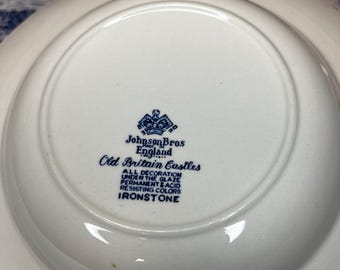 Johnson Bros
England
Old Britain Castles
ALL DECORATION
UNDER THE GLAZE
PERMANENT & ACID
RESISTING COLORS
IRONSTONE